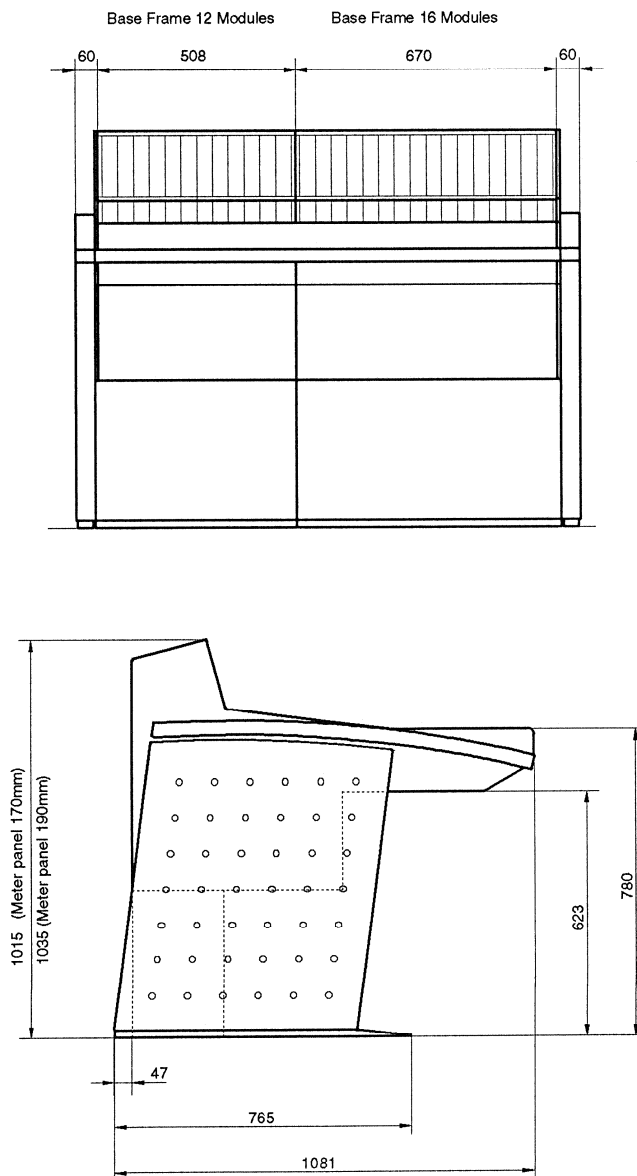 Base Frame 12 Modules
Base Frame 16 Modules
60
508
670
60
1015 (Meter panel 170mm)
1035 (Meter panel 190mm)
780
623
47
765
1081